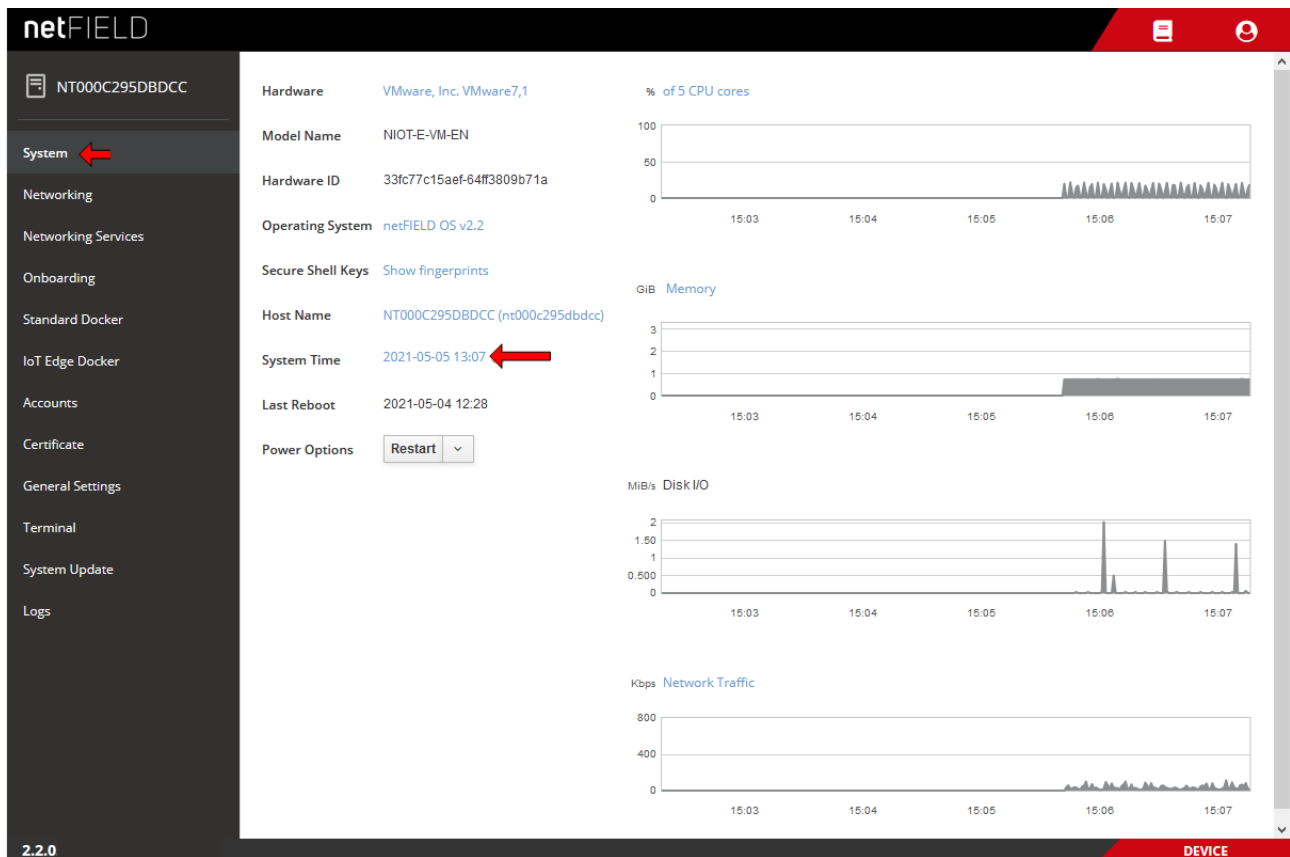 netFIELD
NT000C295DBDCC
System
Networking
Networking Services
Onboarding
Standard Docker
IoT Edge Docker
Accounts
Certificate
General Settings
Terminal
System Update
Logs
2.2.0
Hardware VMware, Inc. VMware7,1
Model Name NIOT-E-VM-EN
Hardware ID 33fc77c15aef-64ff3809b71a
Operating System netFIELD OS v2.2
Secure Shell Keys Show fingerprints
Host Name NT000C295DBDCC (nt000c295dbdcc)
System Time 2021-05-05 13:07
Last Reboot 2021-05-04 12:28
Power Options Restart
% of 5 CPU cores
100
50
0
15:03 15:04 15:05 15:06 15:07
GiB Memory
3
2
1
0
15:03 15:04 15:05 15:06 15:07
MiB/s Disk I/O
2
1.50
1
0.500
0
15:03 15:04 15:05 15:06 15:07
Kbps Network Traffic
800
400
0
15:03 15:04 15:05 15:06 15:07
DEVICE